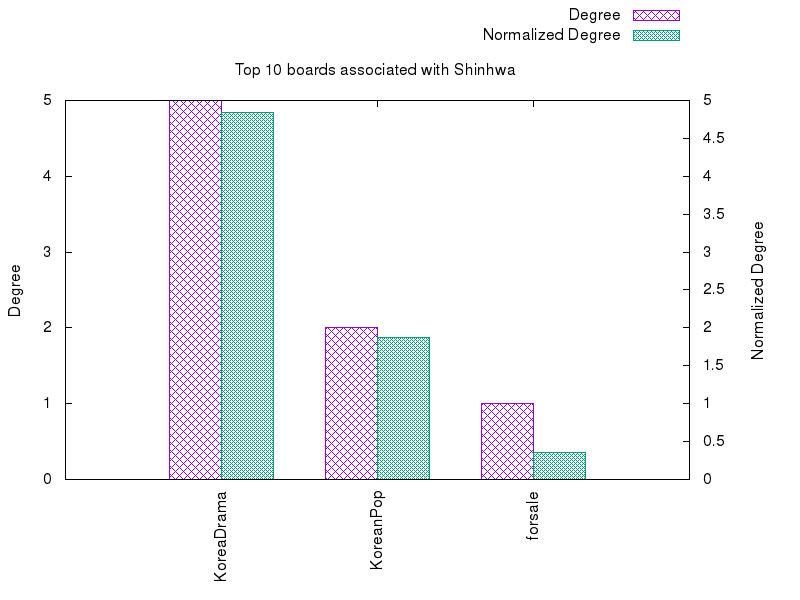 Degree
Normalized Degree
Top 10 boards associated with Shinhwa
5
4
3
2
1
0
Degree
5
4.5
4
3.5
3
2.5
2
1.5
1
0.5
0
Normalized Degree
KoreaDrama
KoreanPop
forsale